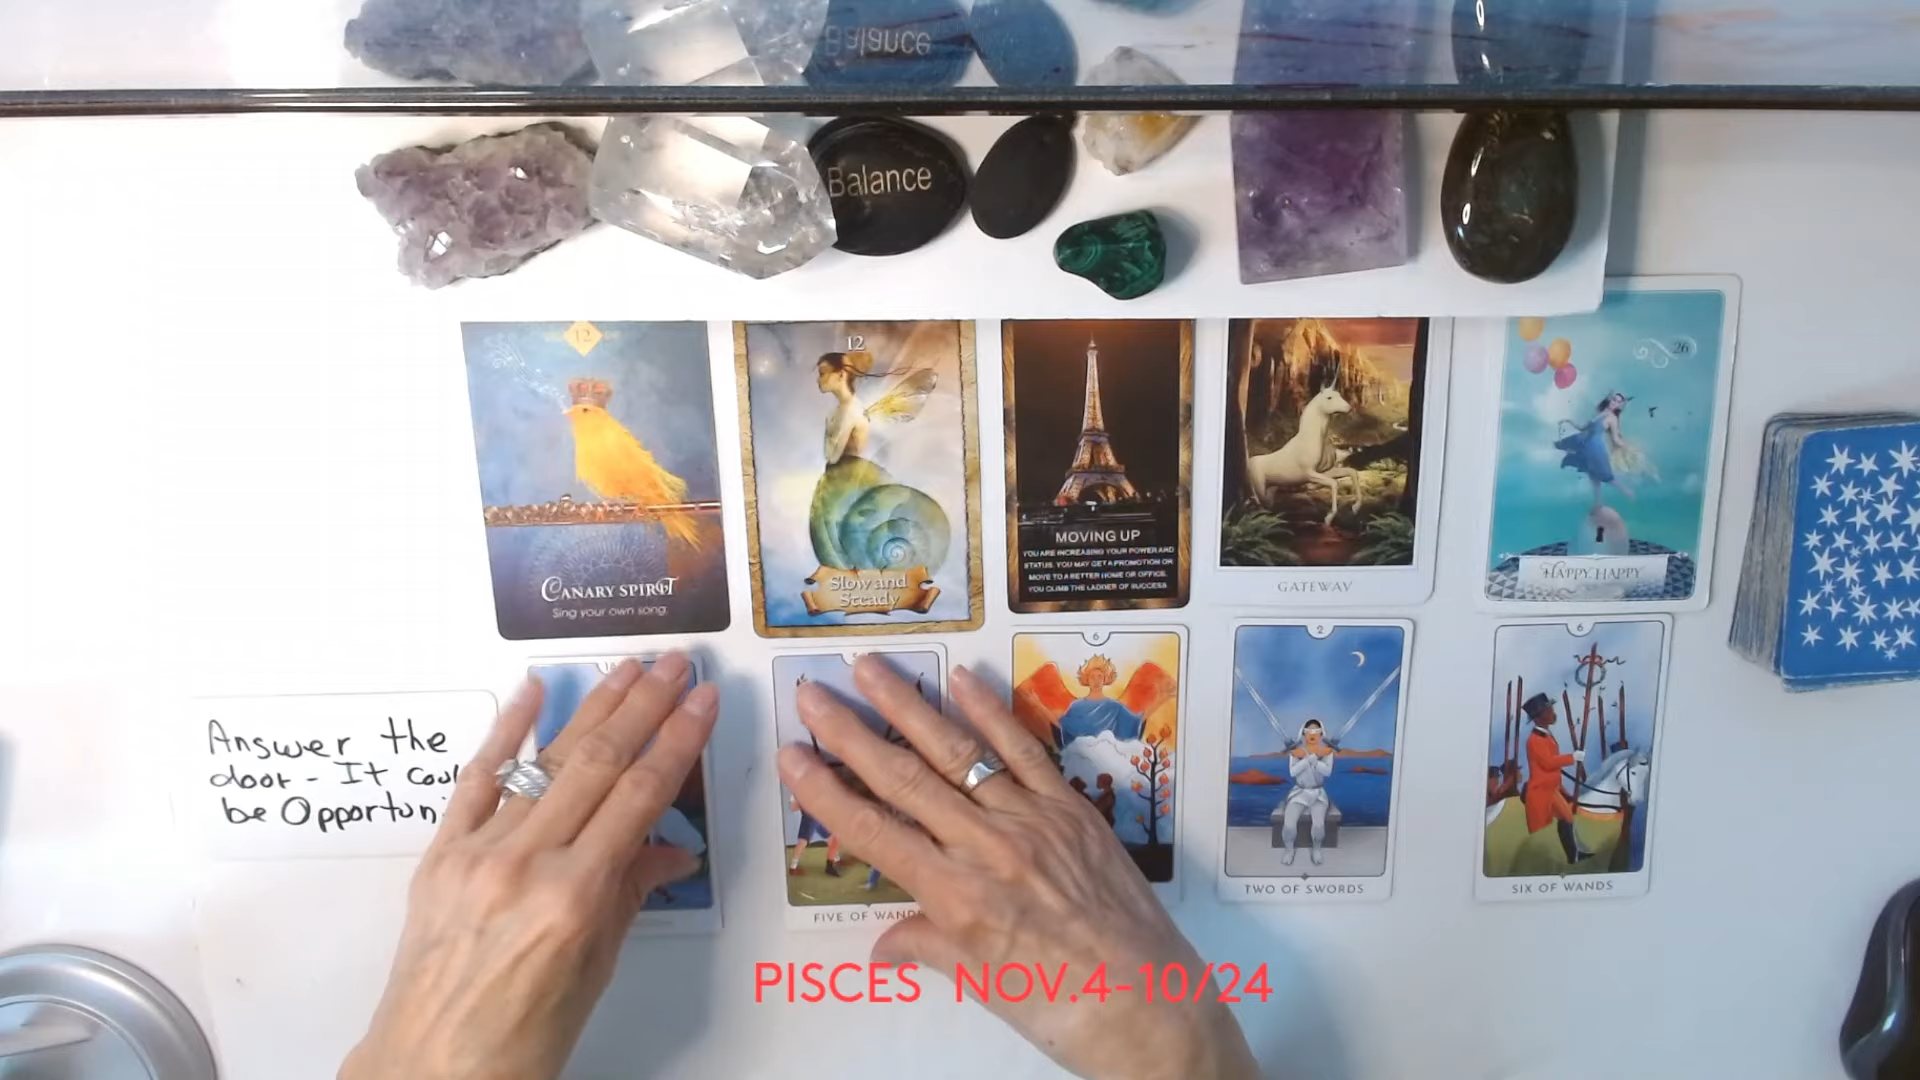 Balance
Balance
12
CANARY SPIRIT
Sing your own song.
12
Slow and
Steady
MOVING UP
YOU ARE INCREASING YOUR POWER AND
STATUS. YOU MAY GET A PROMOTION OR
MOVE TO A BETTER HOME OR OFFICE.
YOU CLIMB THE LADDER OF SUCCESS
GATEWAY
26
HAPPY, HAPPY
Answer the
door - It
be
FIVE OF
6
2
TWO OF SWORDS
6
SIX OF WANDS
PISCES NOV.4-10/24